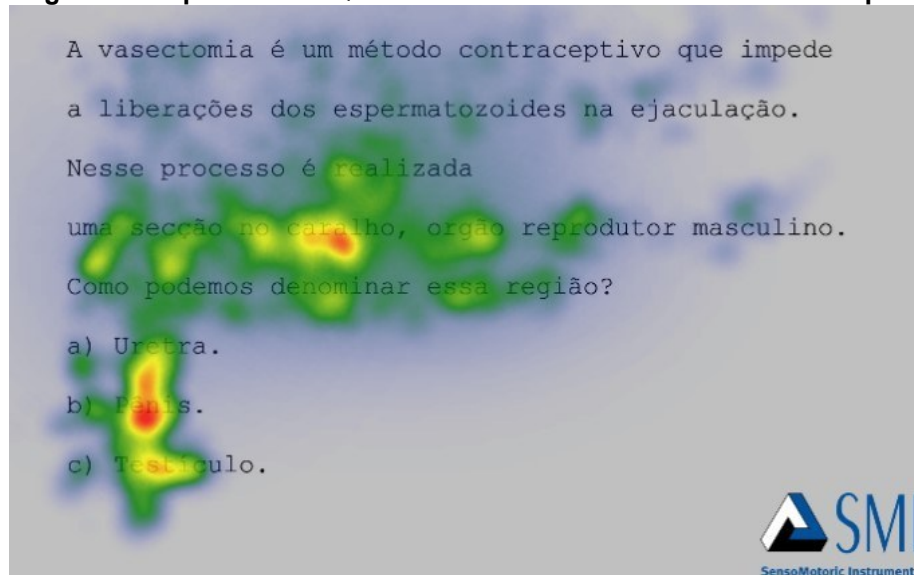 A vasectomia é um método contraceptivo que impede
a liberações dos espermatozoides na ejaculação.
Nesse processo é realizada
uma secção no caralho, orgão reprodutor masculino.
Como podemos denominar essa região?
a) Uretra.
b) Pênis.
c) Testículo.
SMI
SensoMotoric Instrument